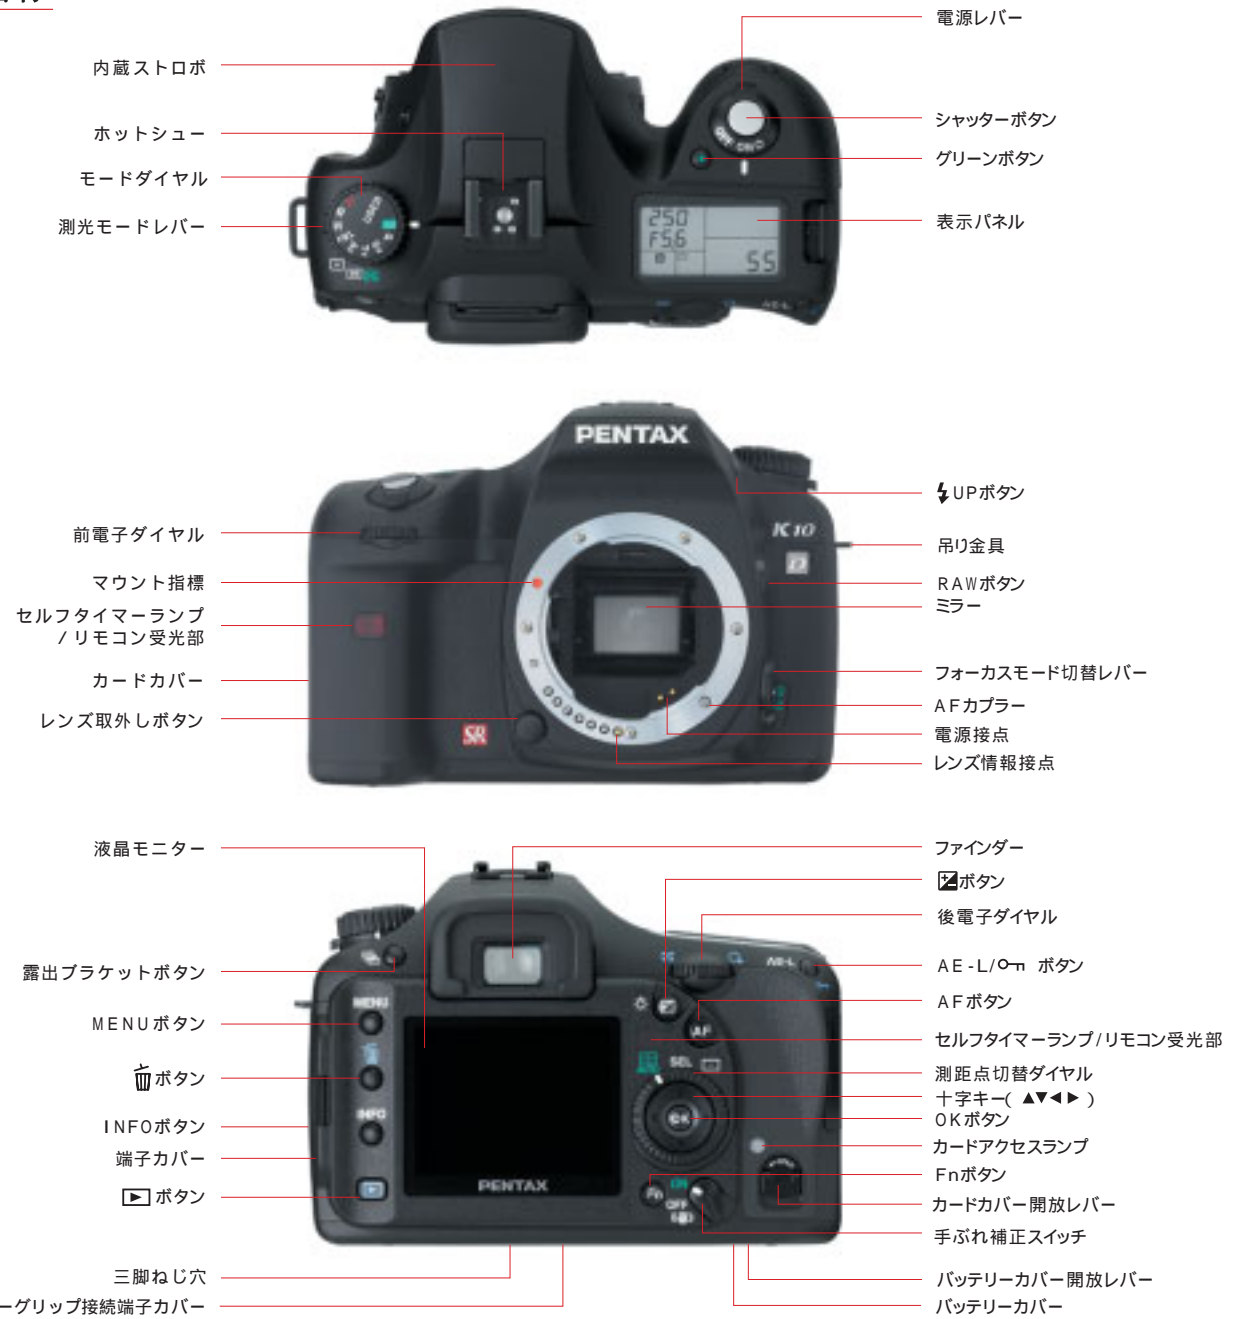 電源レバー
内蔵ストロボ
ホットシュー
モードダイヤル
測光モードレバー
シャッターボタン
グリーンボタン
表示パネル
OFF ON
USER
250
F5.6
55
AE-L
PENTAX
K10
D
SR
前電子ダイヤル
マウント指標
セルフタイマーランプ
/リモコン受光部
カードカバー
レンズ取外しボタン
UPボタン
吊り金具
RAWボタン
ミラー
フォーカスモード切替レバー
AFカプラー
電源接点
レンズ情報接点
液晶モニター
露出ブラケットボタン
MENUボタン
ボタン
INFOボタン
端子カバー
ボタン
三脚ねじ穴
ーグリップ接続端子カバー
MENU
INFO
PENTAX
AE-L
AF
SEL
OK
Fn
ON
OFF
ファインダー
ボタン
後電子ダイヤル
AE-L/ ボタン
AFボタン
セルフタイマーランプ/リモコン受光部
測距点切替ダイヤル
十字キー(▲▼◀▶)
OKボタン
カードアクセスランプ
Fnボタン
カードカバー開放レバー
手ぶれ補正スイッチ
バッテリーカバー開放レバー
バッテリーカバー